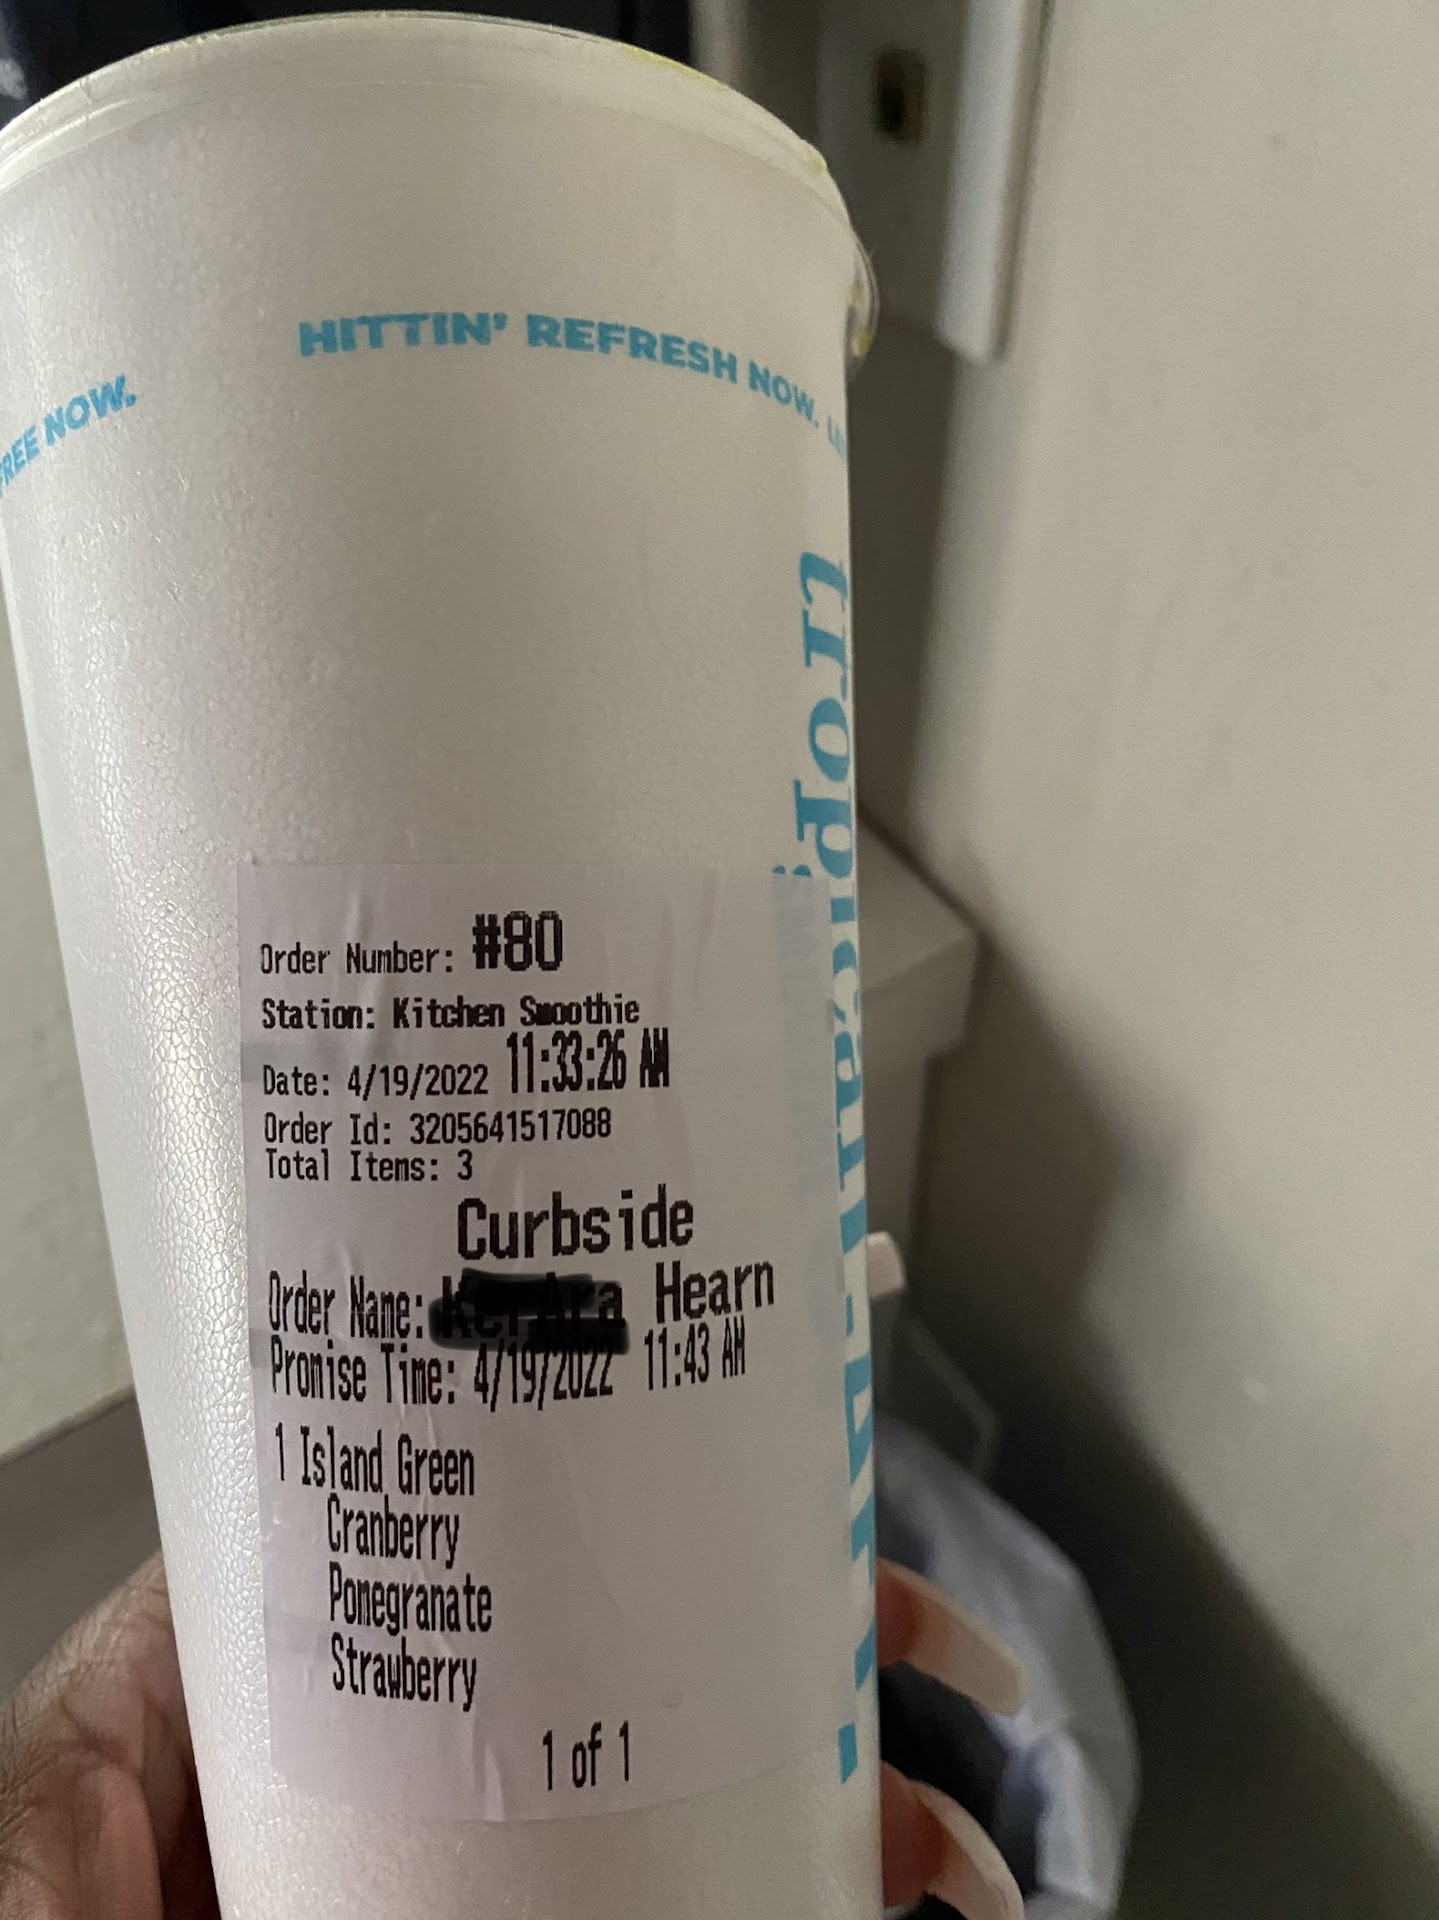 HITTIN' REFRESH NOW.
FREE NOW.
Order Number: #80
Station: Kitchen Smoothie
Date: 4/19/2022 11:33:26 AM
Order Id: 3205641517088
Total Items: 3
Curbside
Order Name: Hearn
Promise Time: 4/19/2022 11:43 AM
1 Island Green
Cranberry
Pomegranate
Strawberry
1 of 1